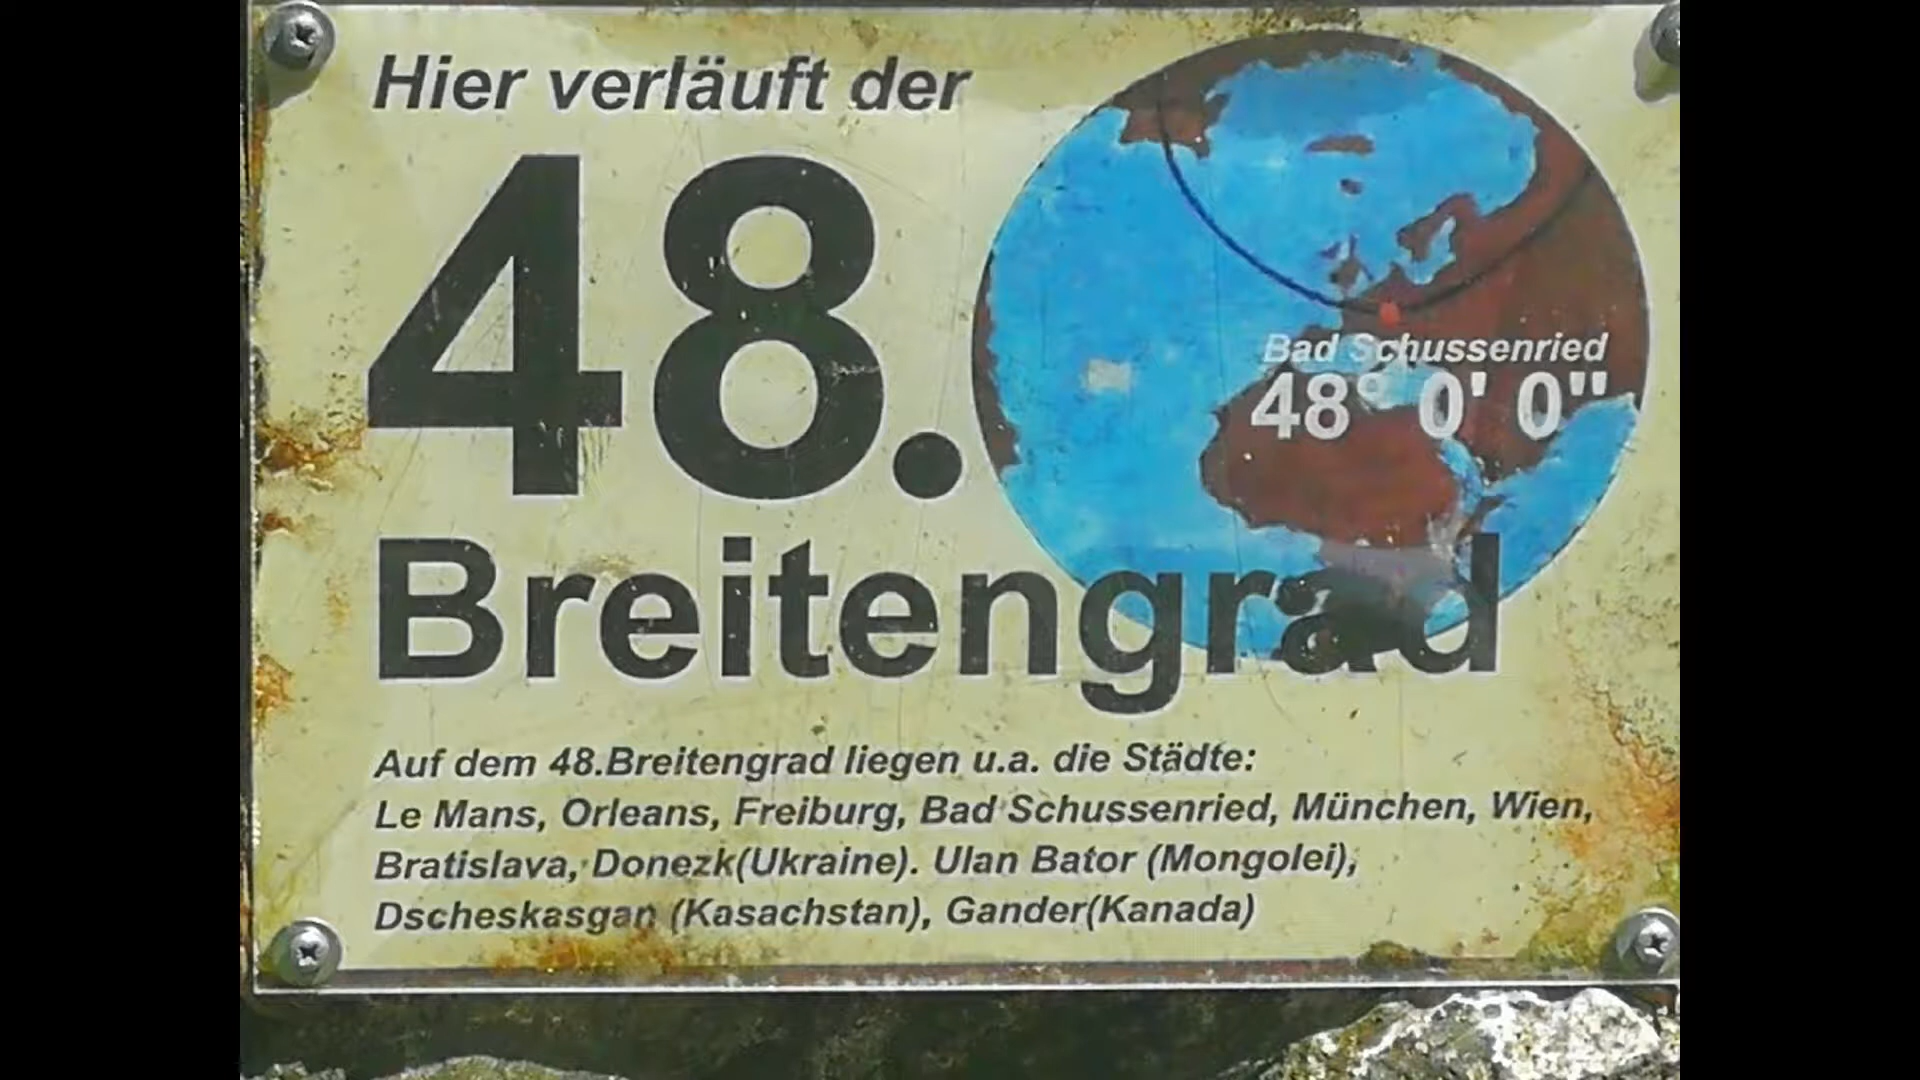 Hier verläuft der
48.
Breitengrad
Bad Schussenried
48° 0' 0"
Auf dem 48.Breitengrad liegen u.a. die Städte:
Le Mans, Orleans, Freiburg, Bad Schussenried, München, Wien,
Bratislava, Donezk(Ukraine). Ulan Bator (Mongolei),
Dscheskasgan (Kasachstan), Gander(Kanada)